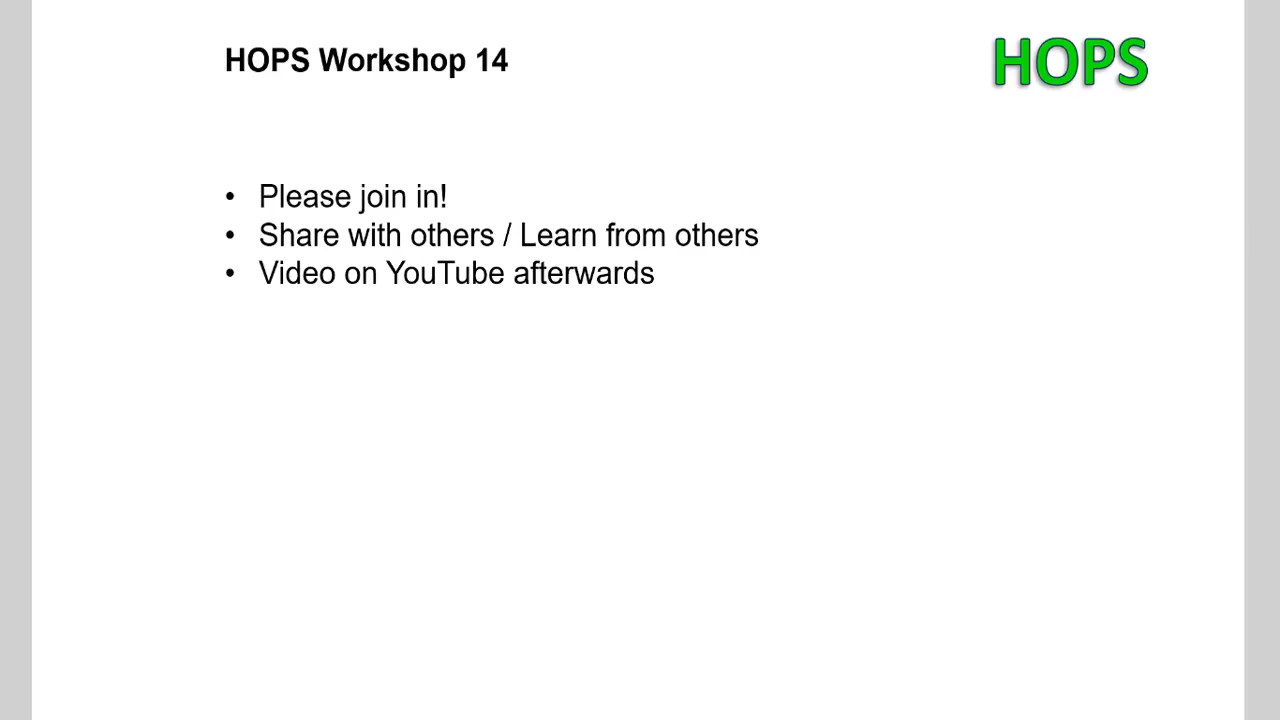 HOPS Workshop 14
HOPS
• Please join in!
• Share with others / Learn from others
• Video on YouTube afterwards